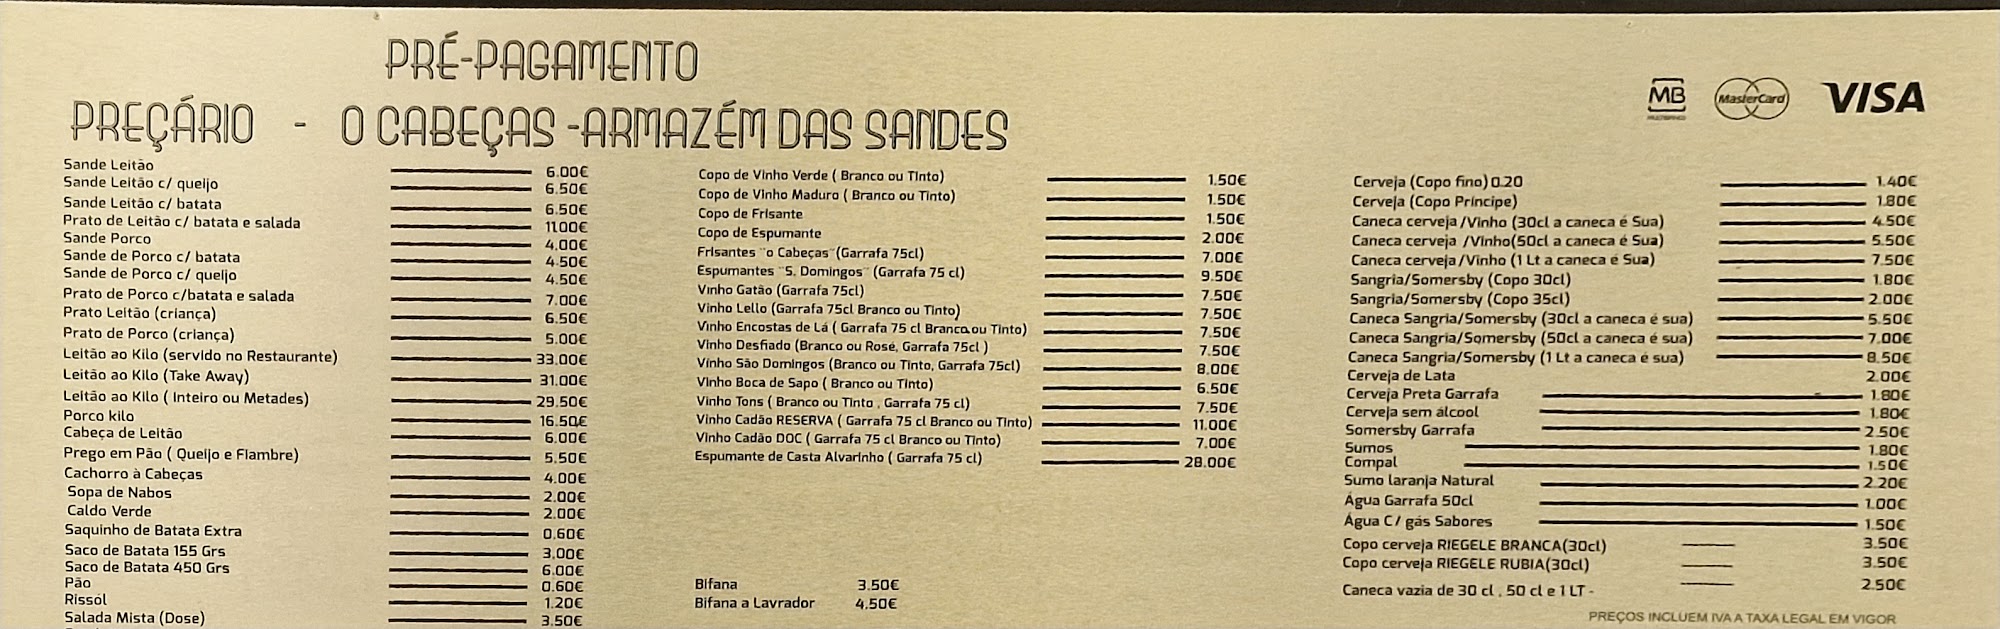 PRÉ-PAGAMENTO
PREÇÁRIO - O CABEÇAS -ARMAZÉM DAS SANDES
MB
MULTIBANCO
MasterCard
VISA
Sande Leitão 6.00€
Sande Leitão c/ queijo 6.50€
Sande Leitão c/ batata 6.50€
Prato de Leitão c/ batata e salada 11.00€
Sande Porco 4.00€
Sande de Porco c/ batata 4.50€
Sande de Porco c/ queijo 4.50€
Prato de Porco c/batata e salada 7.00€
Prato Leitão (criança) 6.50€
Prato de Porco (criança) 5.00€
Leitão ao Kilo (servido no Restaurante) 33.00€
Leitão ao Kilo (Take Away) 31.00€
Leitão ao Kilo ( Inteiro ou Metades) 29.50€
Porco kilo 16.50€
Cabeça de Leitão 6,00€
Prego em Pão ( Queijo e Fiambre) 5.50€
Cachorro à Cabeças 4.00€
Sopa de Nabos 2.00€
Caldo Verde 2.00€
Saquinho de Batata Extra 0.60€
Saco de Batata 155 Grs 3.00€
Saco de Batata 450 Grs 6.00€
Pão 0.60€
Rissól 1.20€
Salada Mista (Dose) 3.50€
Copo de Vinho Verde ( Branco ou Tinto) 1.50€
Copo de Vinho Maduro ( Branco ou Tinto) 1.50€
Copo de Frisante 1.50€
Copo de Espumante 2.00€
Frisantes ¨o Cabeças¨(Garrafa 75cl) 7.00€
Espumantes ¨S. Domingos¨ (Garrafa 75 cl) 9.50€
Vinho Gatão (Garrafa 75cl) 7.50€
Vinho Lello (Garrafa 75cl Branco ou Tinto) 7.50€
Vinho Encostas de Lá ( Garrafa 75 cl Branco ou Tinto) 7.50€
Vinho Desfiado (Branco ou Rosé, Garrafa 75cl ) 7.50€
Vinho São Domingos (Branco ou Tinto, Garrafa 75cl) 8.00€
Vinho Boca de Sapo ( Branco ou Tinto) 6.50€
Vinho Tons ( Branco ou Tinto , Garrafa 75 cl) 7.50€
Vinho Cadão RESERVA ( Garrafa 75 cl Branco ou Tinto) 11.00€
Vinho Cadão DOC ( Garrafa 75 cl Branco ou Tinto) 7.00€
Espumante de Casta Alvarinho ( Garrafa 75 cl) 28.00€
Bifana 3.50€
Bifana a Lavrador 4,50€
Cerveja (Copo fino) 0.20 1.40€
Cerveja (Copo Príncipe) 1.80€
Caneca cerveja /Vinho (30cl a caneca é Sua) 4.50€
Caneca cerveja /Vinho(50cl a caneca é Sua) 5.50€
Caneca cerveja/Vinho (1 Lt a caneca é Sua) 7.50€
Sangria/Somersby (Copo 30cl) 1.80€
Sangria/Somersby (Copo 35cl) 2.00€
Caneca Sangria/Somersby (30cl a caneca é sua) 5.50€
Caneca Sangria/Somersby (50cl a caneca é sua) 7.00€
Caneca Sangria/Somersby (1 Lt a caneca é sua) 8.50€
Cerveja de Lata 2.00€
Cerveja Preta Garrafa 1.80€
Cerveja sem álcool 1.80€
Somersby Garrafa 2.50€
Sumos 1.80€
Compal 1.50€
Sumo laranja Natural 2.20€
Água Garrafa 50cl 1.00€
Água C/ gás Sabores 1.50€
Copo cerveja RIEGELE BRANCA(30cl) 3.50€
Copo cerveja RIEGELE RUBIA(30cl) 3.50€
Caneca vazia de 30 cl , 50 cl e 1 LT - 2.50€
PREÇOS INCLUEM IVA A TAXA LEGAL EM VIGOR